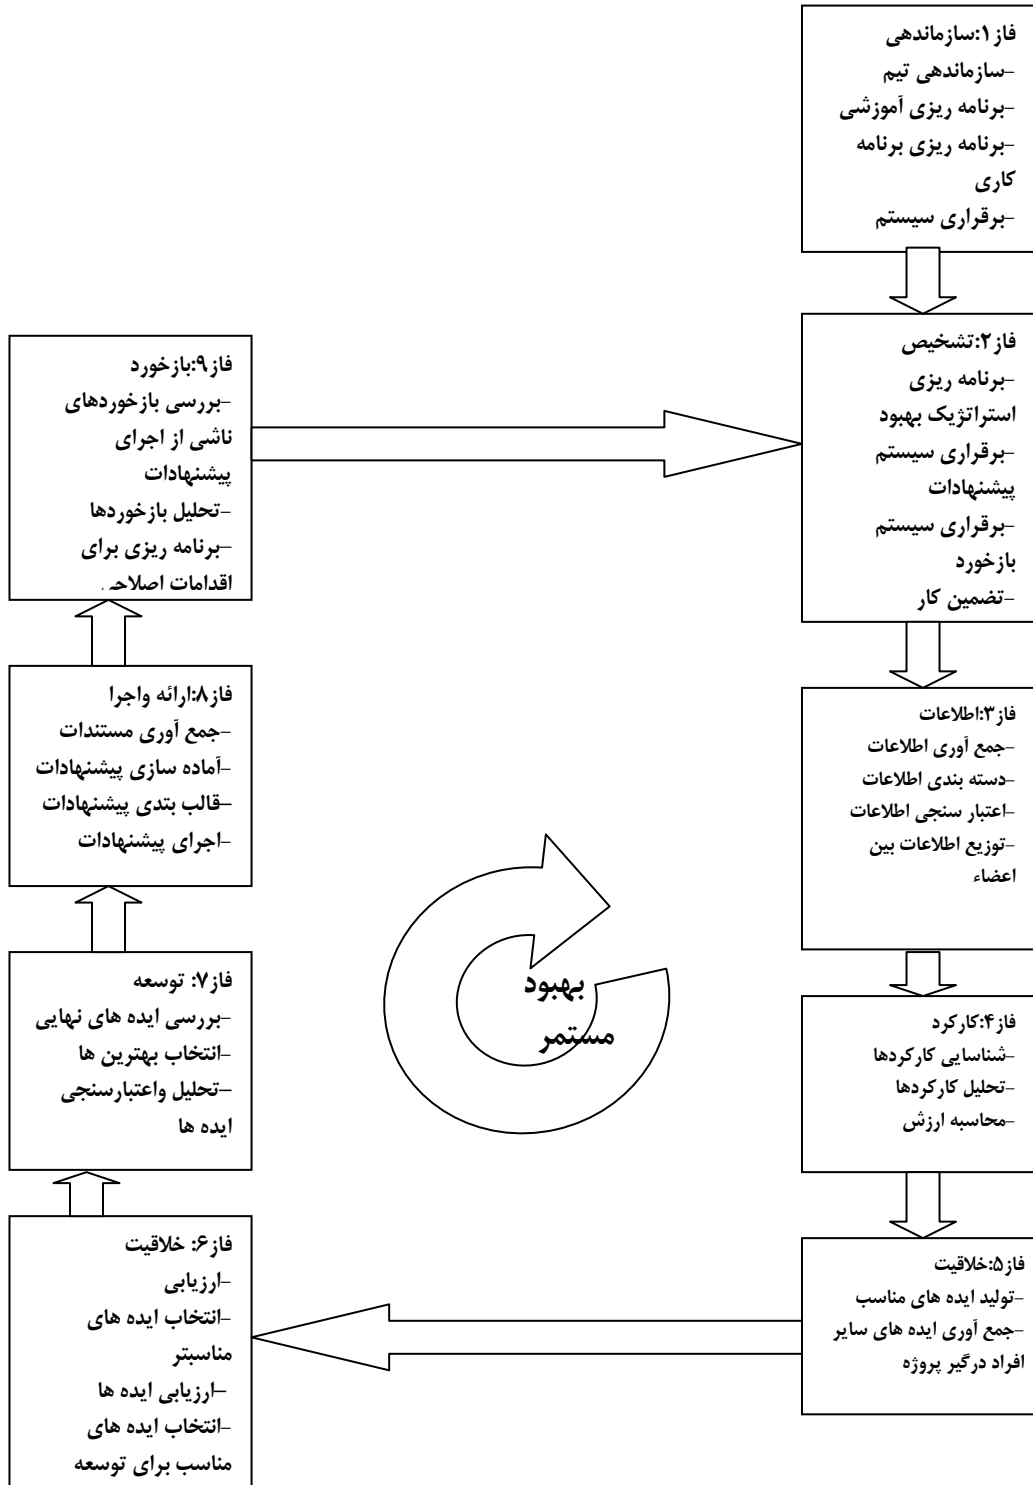 فاز۱:سازماندهی
-سازماندهی تیم
-برنامه ریزی آموزشی
-برنامه ریزی برنامه
کاری
-برقراری سیستم
فاز۲:تشخیص
-برنامه ریزی
استراتژیک بهبود
-برقراری سیستم
پیشنهادات
-برقراری سیستم
بازخورد
-تضمین کار
فاز۳:اطلاعات
-جمع آوری اطلاعات
-دسته بندی اطلاعات
-اعتبار سنجی اطلاعات
-توزیع اطلاعات بین
اعضاء
فاز۴:کارکرد
-شناسایی کارکردها
-تحلیل کارکردها
-محاسبه ارزش
فاز۵:خلاقیت
-تولید ایده های مناسب
-جمع آوری ایده های سایر
افراد درگیر پروژه
فاز۶: خلاقیت
-ارزیابی
-انتخاب ایده های
مناسبتر
-ارزیابی ایده ها
-انتخاب ایده های
مناسب برای توسعه
فاز۷: توسعه
-بررسی ایده های نهایی
-انتخاب بهترین ها
-تحلیل واعتبارسنجی
ایده ها
فاز۸:ارائه واجرا
-جمع آوری مستندات
-آماده سازی پیشنهادات
-قالب بتدی پیشنهادات
-اجرای پیشنهادات
فاز۹:بازخورد
-بررسی بازخوردهای
ناشی از اجرای
پیشنهادات
-تحلیل بازخوردها
-برنامه ریزی برای
اقدامات اصلاحی
بهبود
مستمر